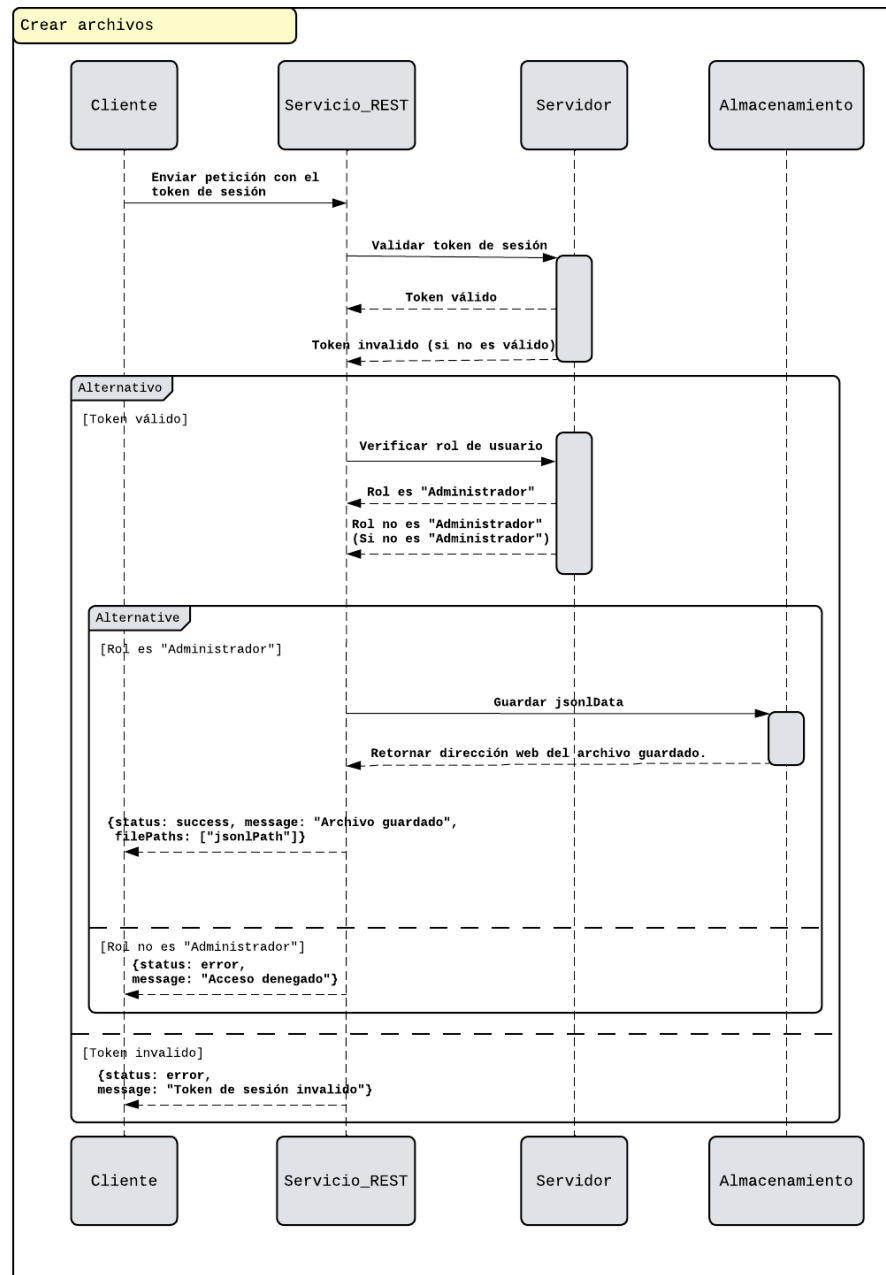 Crear archivos
Cliente
Servicio_REST
Servidor
Almacenamiento
Enviar petición con el
token de sesión
Validar token de sesión
Token válido
Token invalido (si no es válido)
Alternativo
[Token válido]
Verificar rol de usuario
Rol es "Administrador"
Rol no es "Administrador"
(Si no es "Administrador")
Alternative
[Rol es "Administrador"]
Guardar jsonlData
Retornar dirección web del archivo guardado.
{status: success, message: "Archivo guardado",
filePaths: ["jsonlPath"]}
[Rol no es "Administrador"]
{status: error,
message: "Acceso denegado"}
[Token invalido]
{status: error,
message: "Token de sesión invalido"}
Cliente
Servicio_REST
Servidor
Almacenamiento